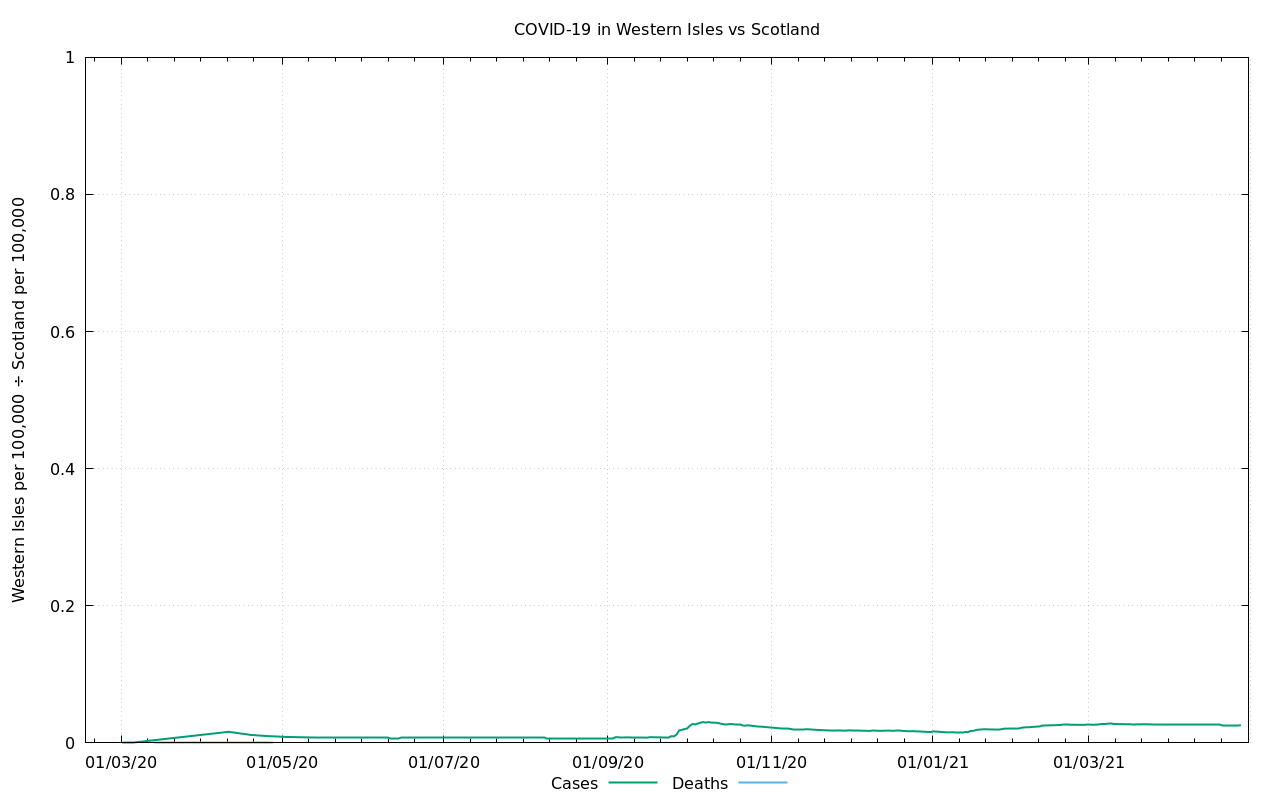 COVID-19 in Western Isles vs Scotland
Western Isles per 100,000 ÷ Scotland per 100,000
1
0.8
0.6
0.4
0.2
0
01/03/20 01/05/20 01/07/20 01/09/20 01/11/20 01/01/21 01/03/21
Cases Deaths